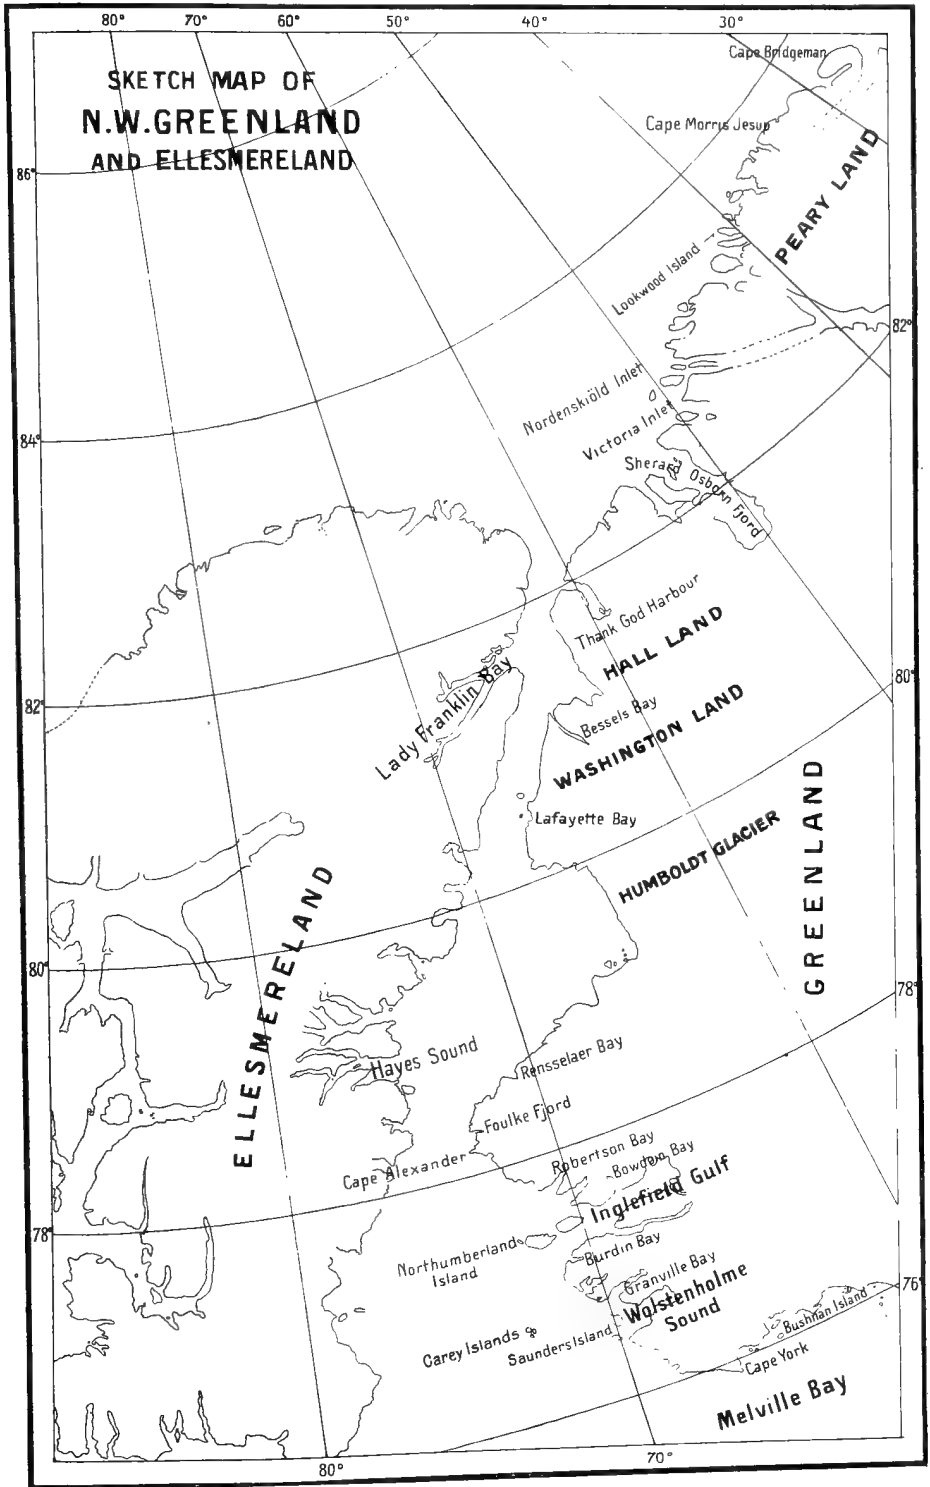 80° 70° 60° 50° 40° 30°
SKETCH MAP OF
N.W. GREENLAND
AND ELLESMERELAND
Cape Bridgeman
Cape Morris Jesup
86°
PEARY LAND
Lookwood Island
82°
Nordenskiöld Inlet
Victoria Inlet
84°
Sherard Osborn Fjord
Thank God Harbour
HALL LAND
80°
Lady Franklin Bay
82°
Bessels Bay
WASHINGTON LAND
Lafayette Bay
HUMBOLDT GLACIER
GREENLAND
ELLESMERELAND
80°
78°
Hayes Sound
Rensselaer Bay
Foulke Fjord
Cape Alexander
Robertson Bay
Bowdoin Bay
Inglefield Gulf
78°
Northumberland
Island
Burdin Bay
Granville Bay
76°
Wolstenholme
Sound
Bushnan Island
Carey Islands
Saunders Island
Cape York
Melville Bay
80° 70°